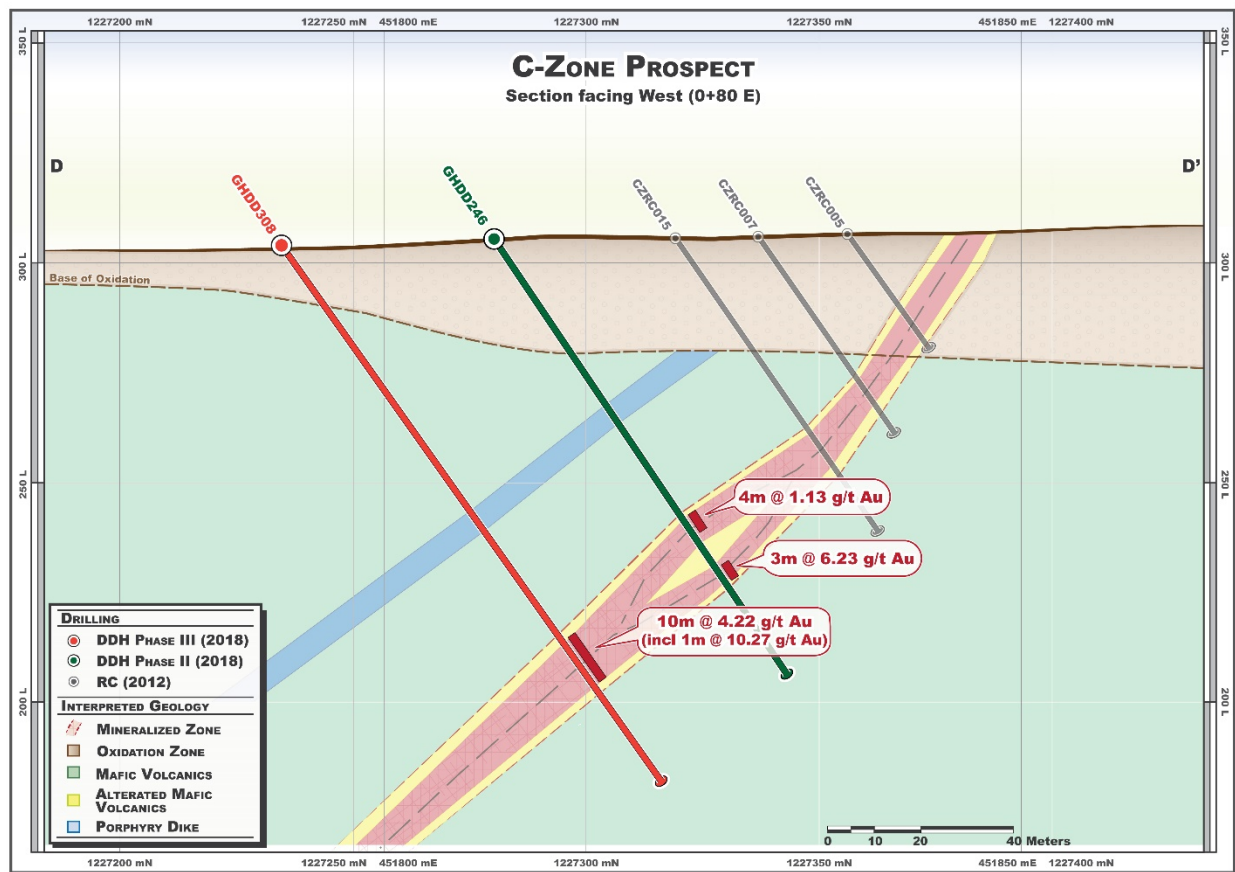 1227200 mN 1227250 mN 451800 mE 1227300 mN 1227350 mN 451850 mE 1227400 mN
350 L 350 L
C-Zone Prospect
Section facing West (0+80 E)
D D'
GHDD308 GHDD246 CZRC015 CZRC007 CZRC005
300 L 300 L
Base of Oxidation
250 L 250 L
4m @ 1.13 g/t Au
3m @ 6.23 g/t Au
10m @ 4.22 g/t Au
(incl 1m @ 10.27 g/t Au)
200 L 200 L
Drilling
DDH Phase III (2018)
DDH Phase II (2018)
RC (2012)
Interpreted Geology
Mineralized Zone
Oxidation Zone
Mafic Volcanics
Alterated Mafic
Volcanics
Porphyry Dike
0 10 20 40 Meters
1227200 mN 1227250 mN 451800 mE 1227300 mN 1227350 mN 451850 mE 1227400 mN